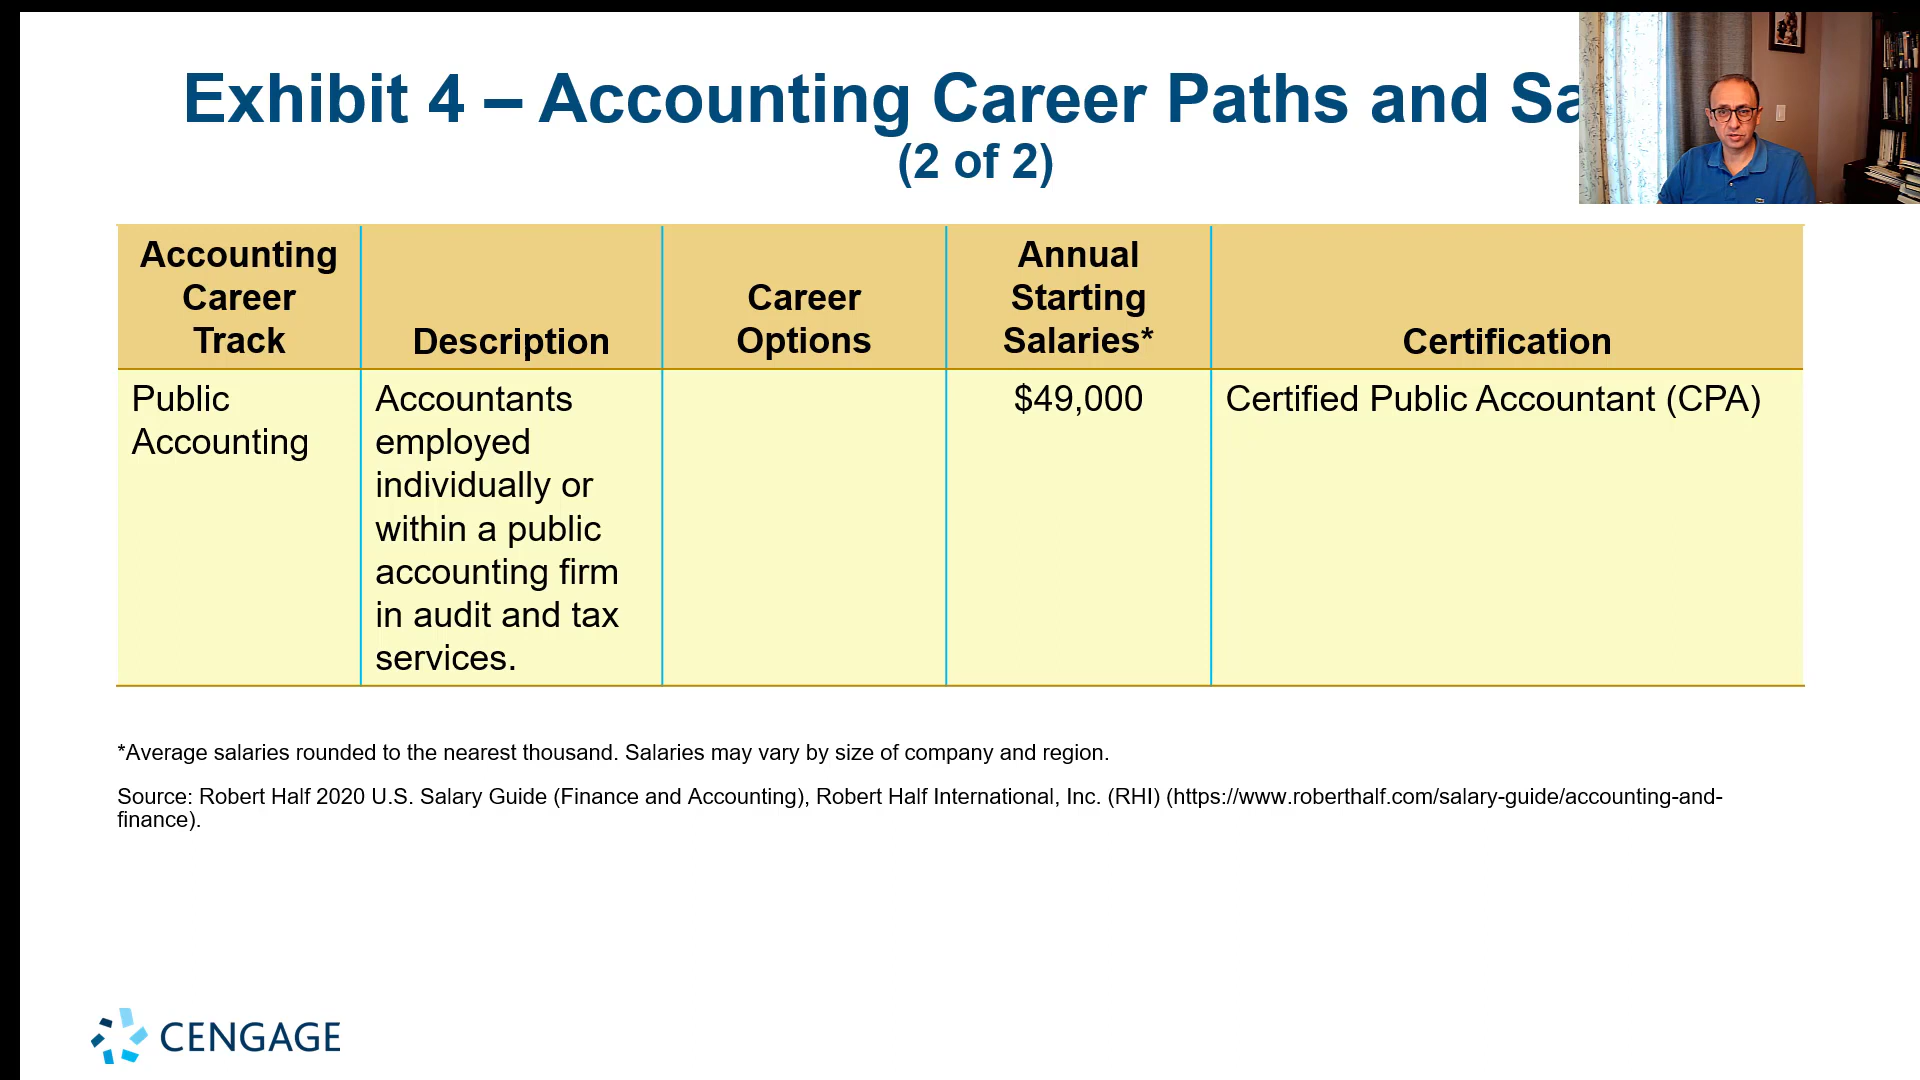 Exhibit 4 – Accounting Career Paths and Sa
(2 of 2)
Accounting
Career
Track
Description
Career
Options
Annual
Starting
Salaries*
Certification
Public
Accounting
Accountants
employed
individually or
within a public
accounting firm
in audit and tax
services.
$49,000
Certified Public Accountant (CPA)
*Average salaries rounded to the nearest thousand. Salaries may vary by size of company and region.
Source: Robert Half 2020 U.S. Salary Guide (Finance and Accounting), Robert Half International, Inc. (RHI) (https://www.roberthalf.com/salary-guide/accounting-and-
finance).
CENGAGE